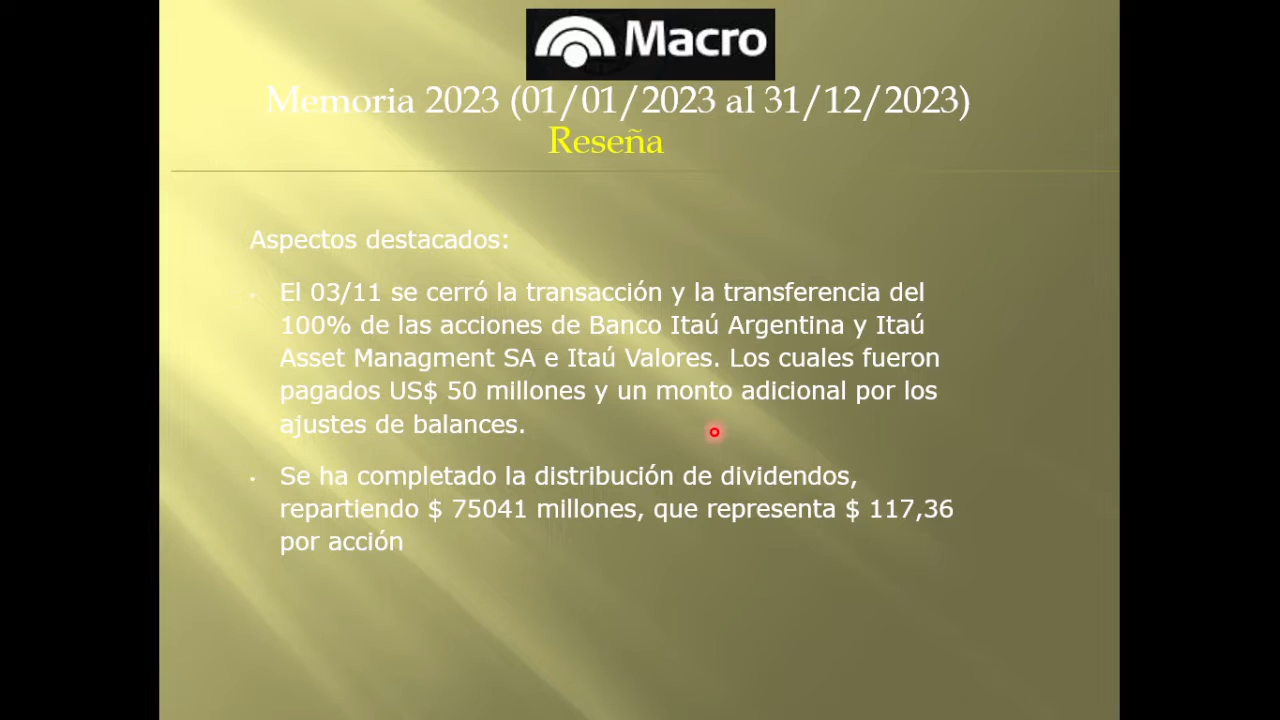 Macro
Memoria 2023 (01/01/2023 al 31/12/2023)
Reseña
Aspectos destacados:
• El 03/11 se cerró la transacción y la transferencia del
100% de las acciones de Banco Itaú Argentina y Itaú
Asset Managment SA e Itaú Valores. Los cuales fueron
pagados US$ 50 millones y un monto adicional por los
ajustes de balances.
• Se ha completado la distribución de dividendos,
repartiendo $ 75041 millones, que representa $ 117,36
por acción